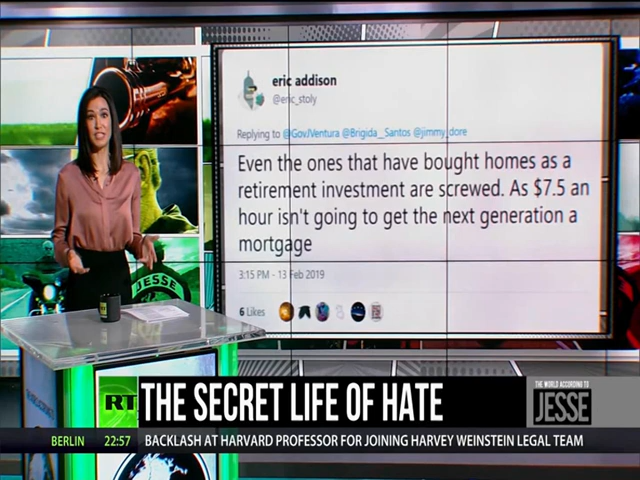 eric addison
@eric_stoly
Replying to @GovJVentura @Brigida_Santos @jimmy_dore
Even the ones that have bought homes as a
retirement investment are screwed. As $7.5 an
hour isn't going to get the next generation a
mortgage
3:15 PM - 13 Feb 2019
6 Likes
JESSE
RT
RT THE SECRET LIFE OF HATE
THE WORLD ACCORDING TO
JESSE
BERLIN 22:57 BACKLASH AT HARVARD PROFESSOR FOR JOINING HARVEY WEINSTEIN LEGAL TEAM